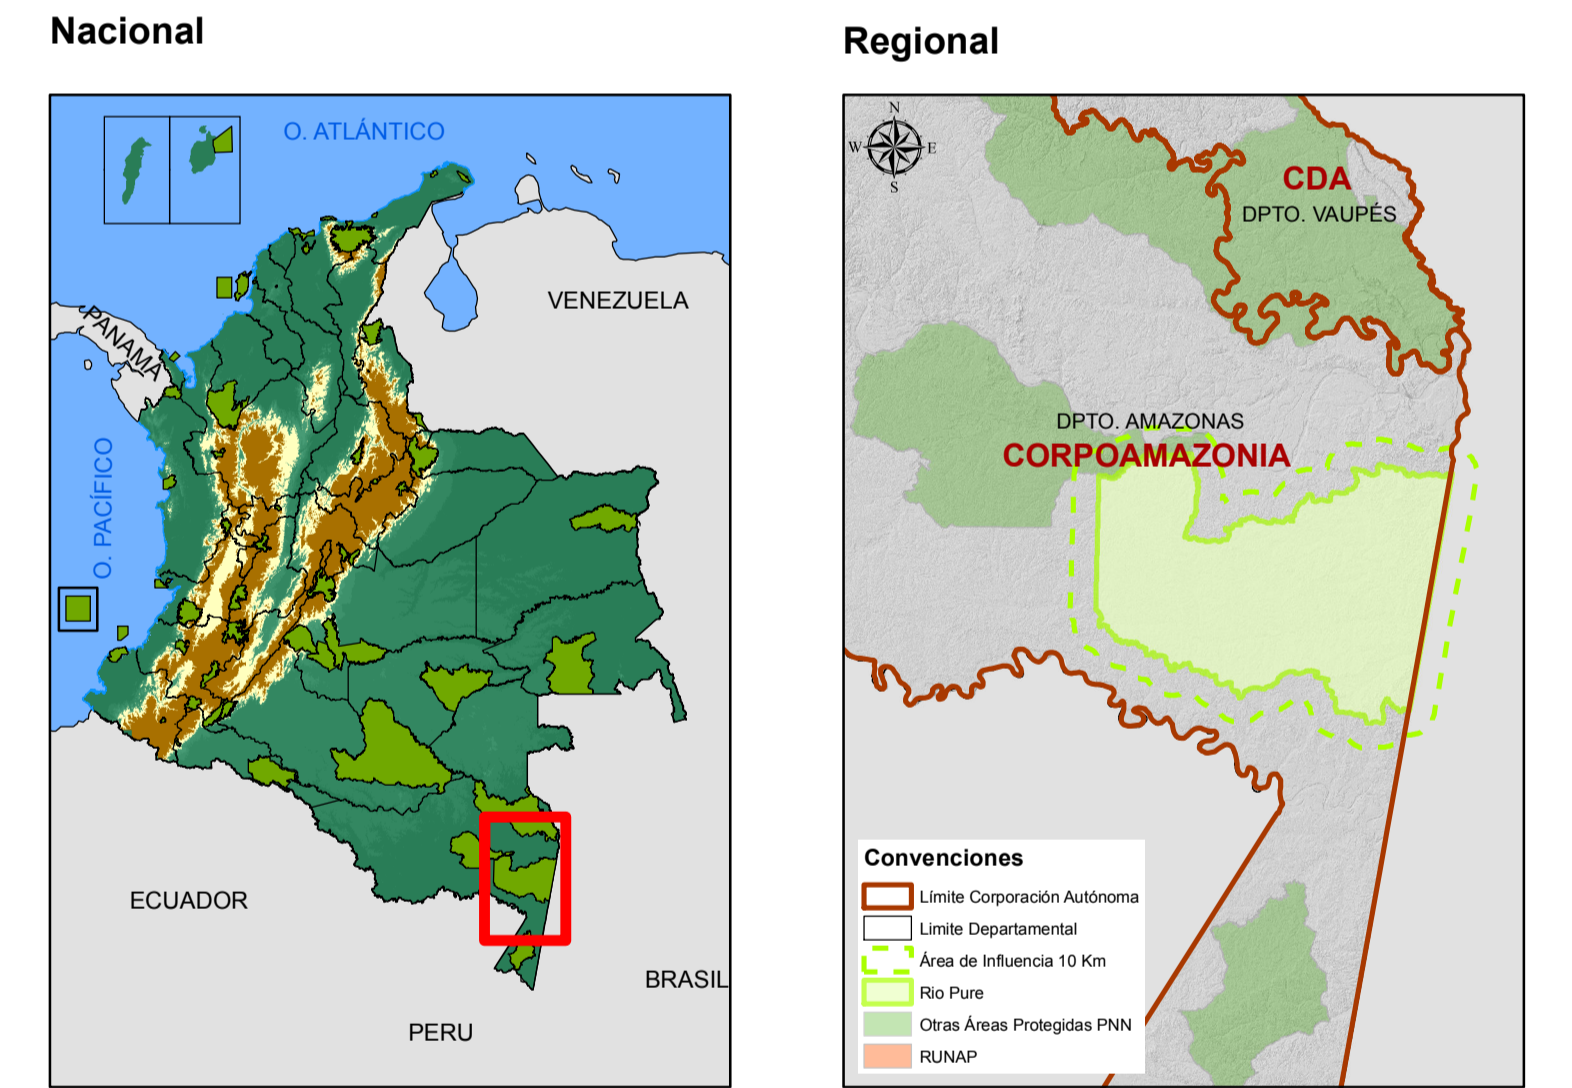 Nacional
O. ATLÁNTICO
VENEZUELA
PANAMA
O. PACÍFICO
ECUADOR
BRASIL
PERU
Regional
N
W
E
S
CDA
DPTO. VAUPÉS
DPTO. AMAZONAS
CORPOAMAZONIA
Convenciones
Límite Corporación Autónoma
Limite Departamental
Área de Influencia 10 Km
Rio Pure
Otras Áreas Protegidas PNN
RUNAP